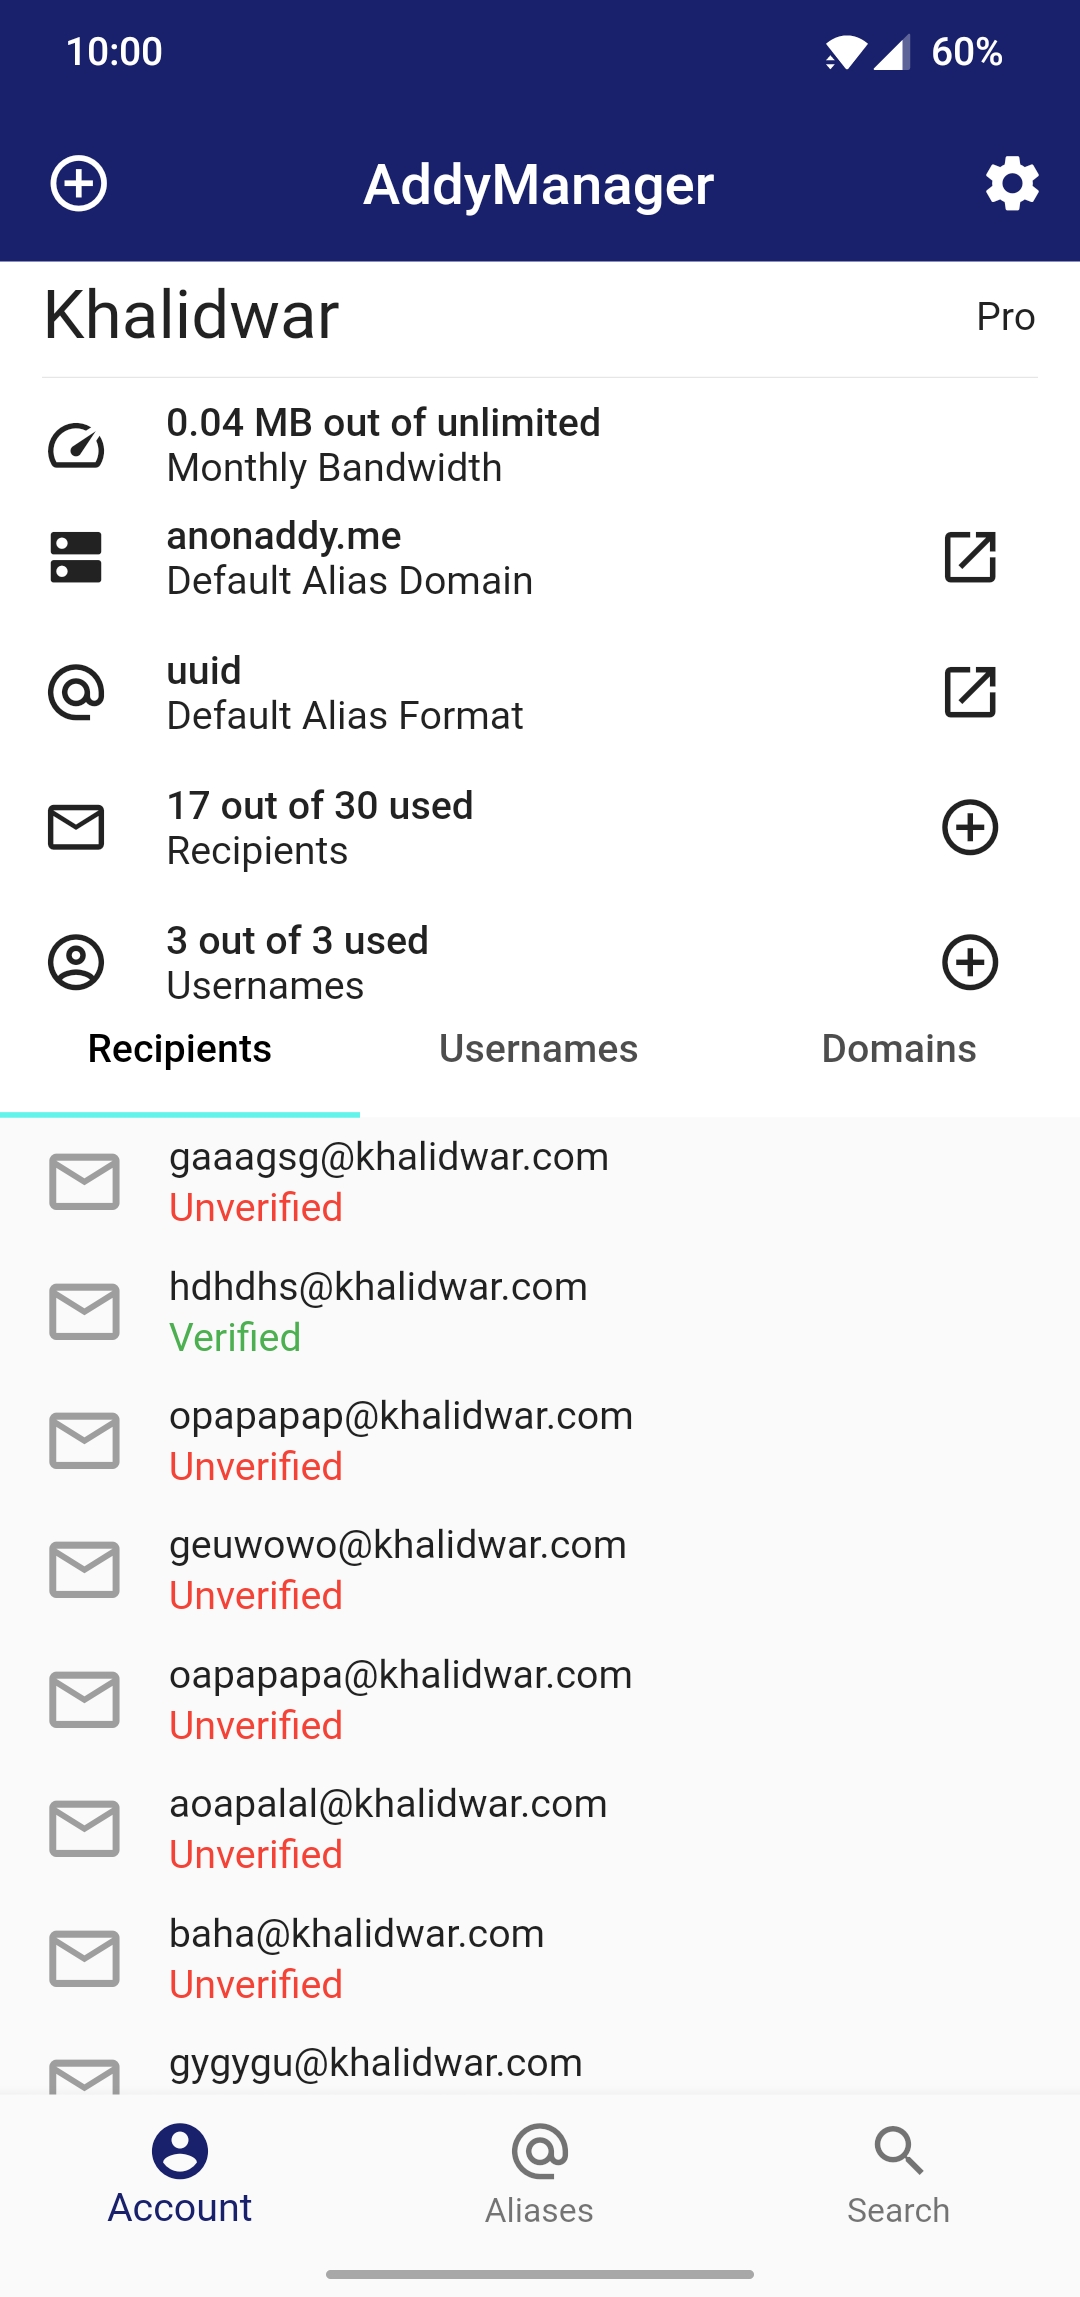 10:00 60%
AddyManager
Khalidwar Pro
0.04 MB out of unlimited
Monthly Bandwidth
anonaddy.me
Default Alias Domain
uuid
Default Alias Format
17 out of 30 used
Recipients
3 out of 3 used
Usernames
Recipients Usernames Domains
gaaagsg@khalidwar.com
Unverified
hdhdhs@khalidwar.com
Verified
opapapap@khalidwar.com
Unverified
geuwowo@khalidwar.com
Unverified
oapapapa@khalidwar.com
Unverified
aoapalal@khalidwar.com
Unverified
baha@khalidwar.com
Unverified
gygygu@khalidwar.com
Account Aliases Search